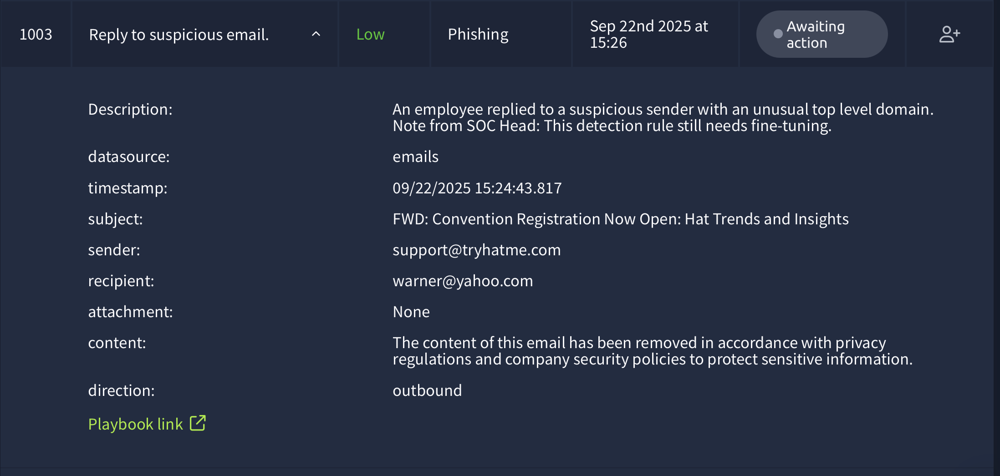 1003
Reply to suspicious email.
Low
Phishing
Sep 22nd 2025 at
15:26
Awaiting
action
Description:
An employee replied to a suspicious sender with an unusual top level domain.
Note from SOC Head: This detection rule still needs fine-tuning.
datasource:
emails
timestamp:
09/22/2025 15:24:43.817
subject:
FWD: Convention Registration Now Open: Hat Trends and Insights
sender:
support@tryhatme.com
recipient:
warner@yahoo.com
attachment:
None
content:
The content of this email has been removed in accordance with privacy
regulations and company security policies to protect sensitive information.
direction:
outbound
Playbook link